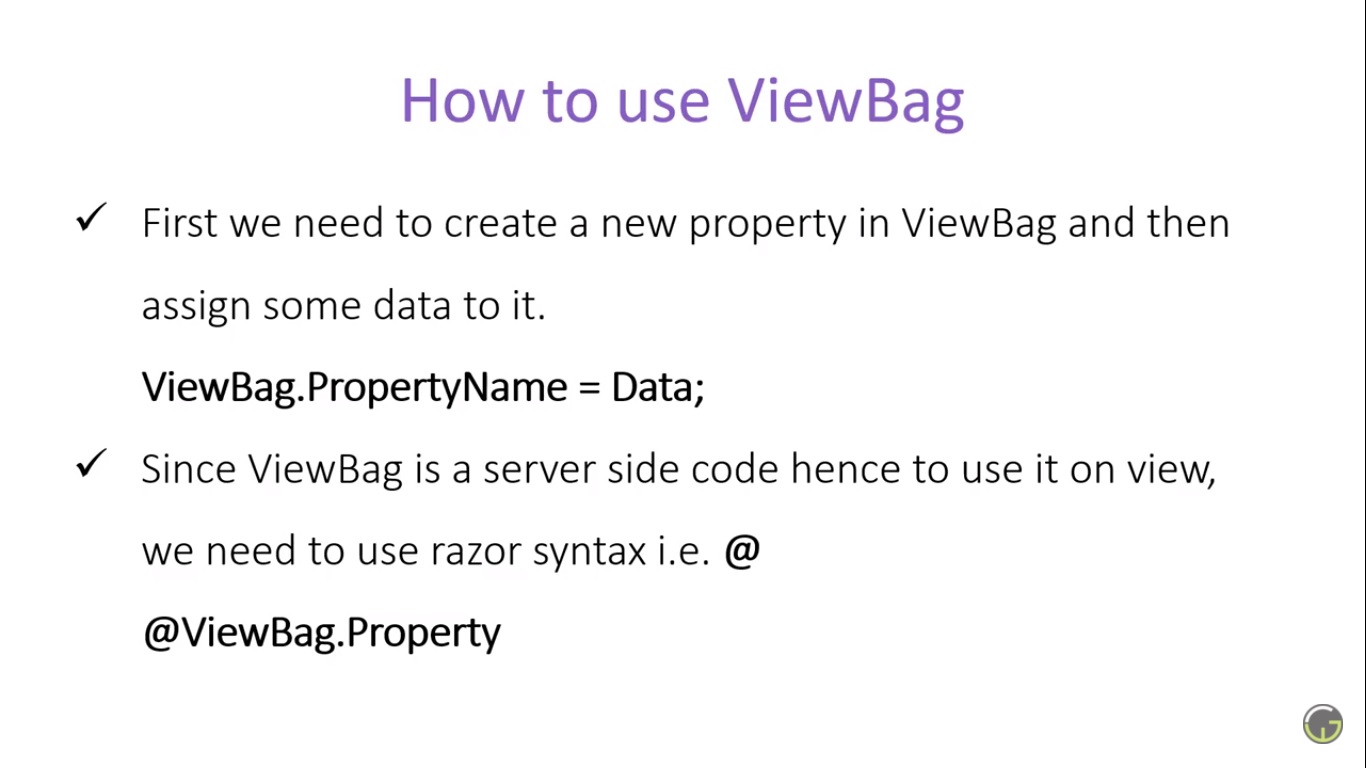 How to use ViewBag
✓ First we need to create a new property in ViewBag and then
assign some data to it.
ViewBag.PropertyName = Data;
✓ Since ViewBag is a server side code hence to use it on view,
we need to use razor syntax i.e. @
@ViewBag.Property